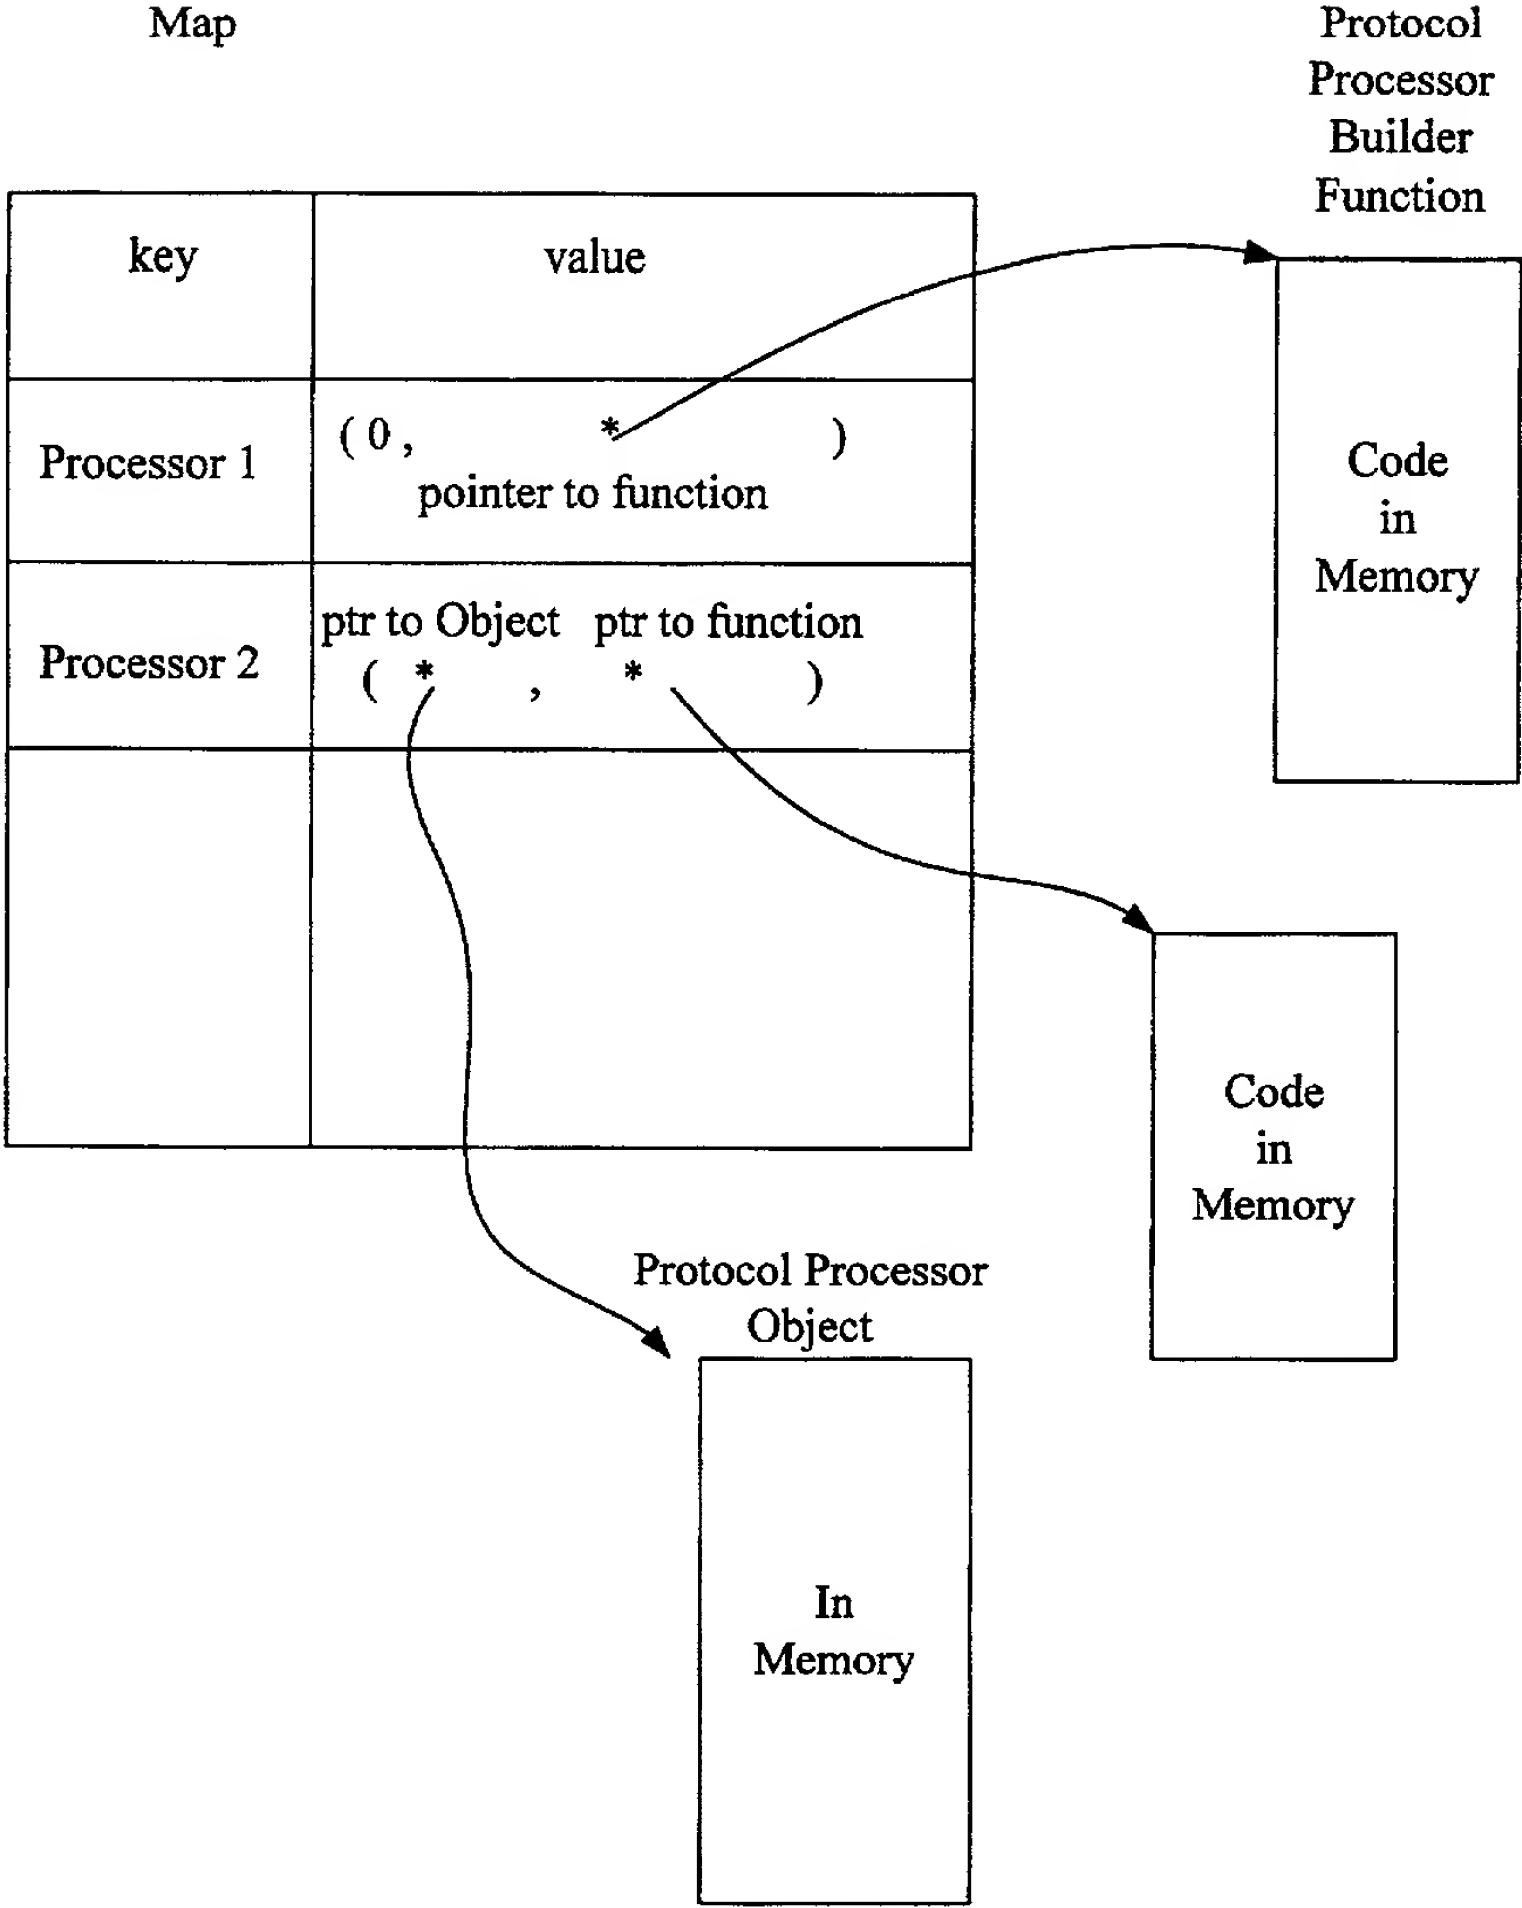 Map
Protocol
Processor
Builder
Function
key value
Processor 1
( 0 , * )
pointer to function
Processor 2
ptr to Object ptr to function
( * , * )
Code
in
Memory
Code
in
Memory
Protocol Processor
Object
In
Memory